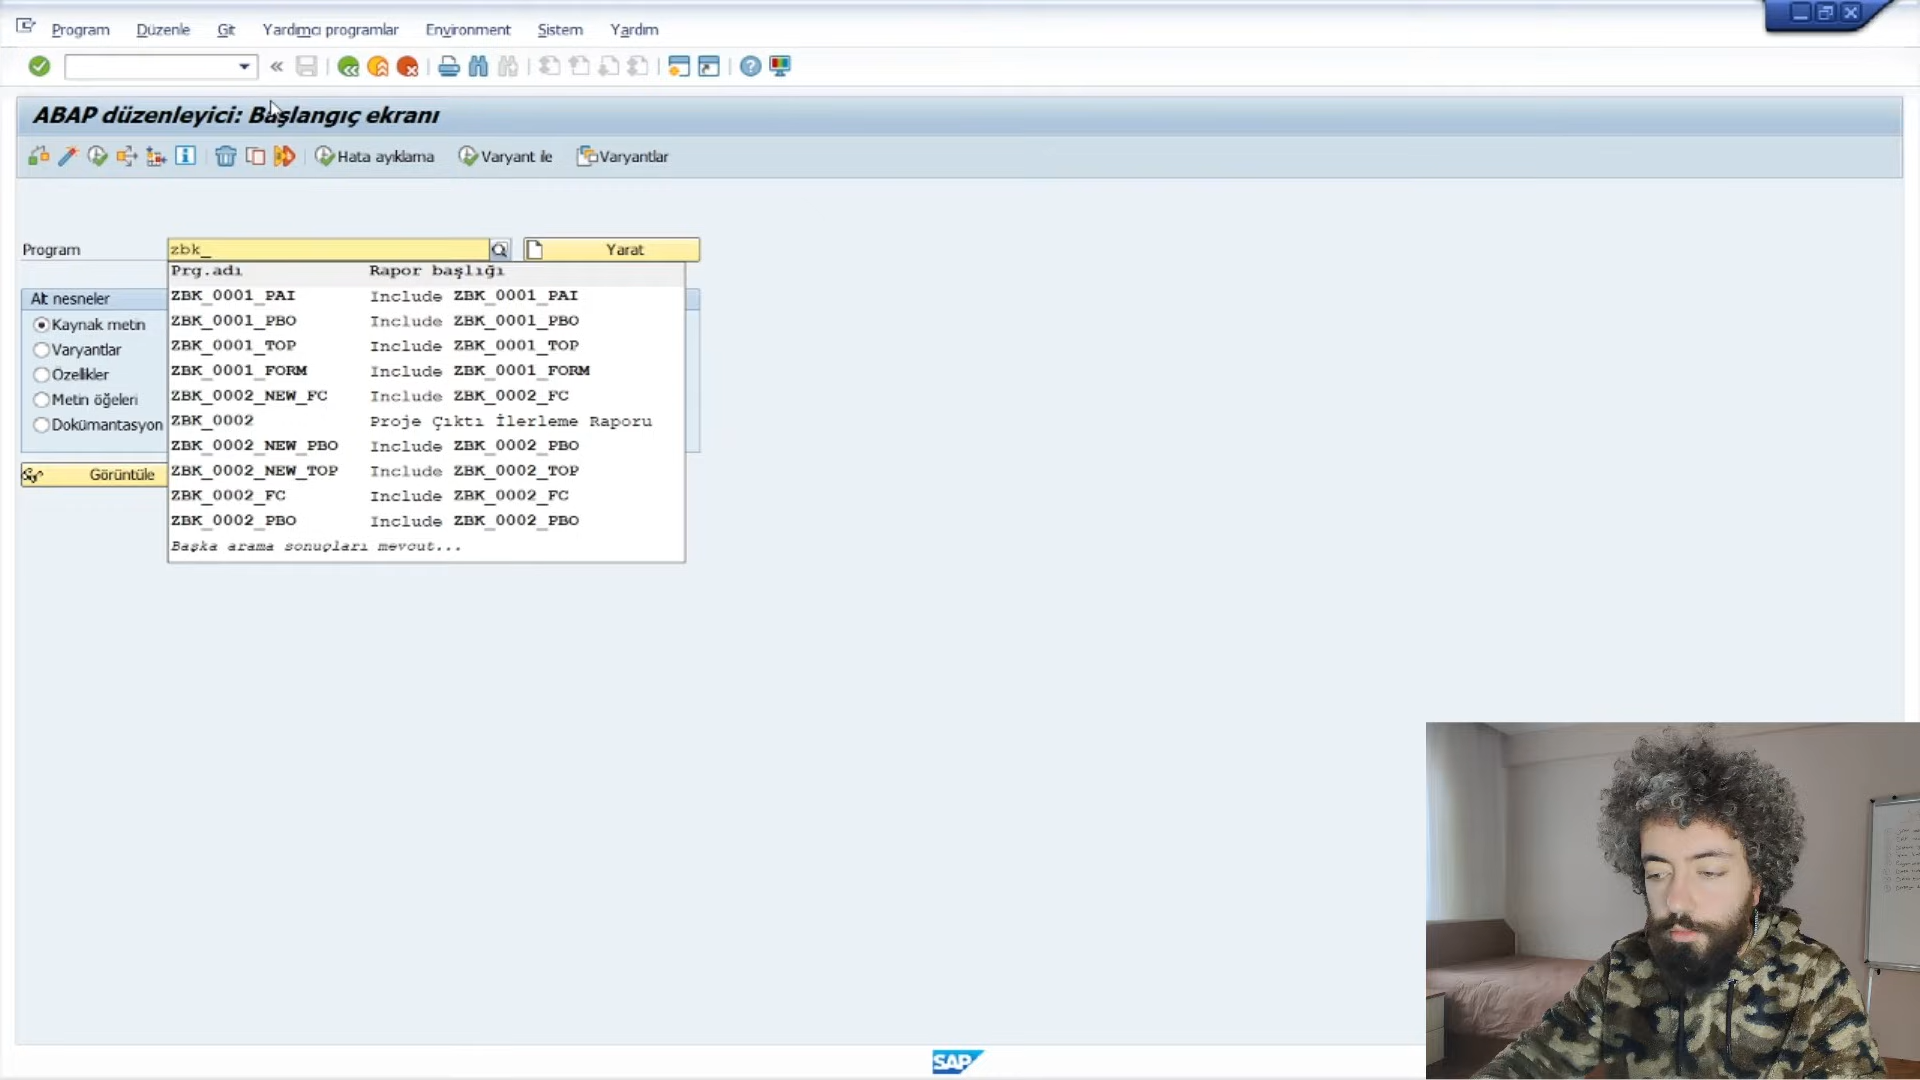 Program Düzenle Git Yardımcı programlar Environment Sistem Yardım
ABAP düzenleyici: Başlangıç ekranı
Hata ayıklama Varyant ile Varyantlar
Program zbk_ Yarat
Prg.adı Rapor başlığı
Alt nesneler
ZBK_0001_PAI Include ZBK_0001_PAI
Kaynak metin ZBK_0001_PBO Include ZBK_0001_PBO
Varyantlar ZBK_0001_TOP Include ZBK_0001_TOP
Özellikler ZBK_0001_FORM Include ZBK_0001_FORM
Metin öğeleri ZBK_0002_NEW_FC Include ZBK_0002_FC
Dokümantasyon ZBK_0002 Proje Çıktı İlerleme Raporu
ZBK_0002_NEW_PBO Include ZBK_0002_PBO
Görüntüle ZBK_0002_NEW_TOP Include ZBK_0002_TOP
ZBK_0002_FC Include ZBK_0002_FC
ZBK_0002_PBO Include ZBK_0002_PBO
Başka arama sonuçları mevcut...
SAP